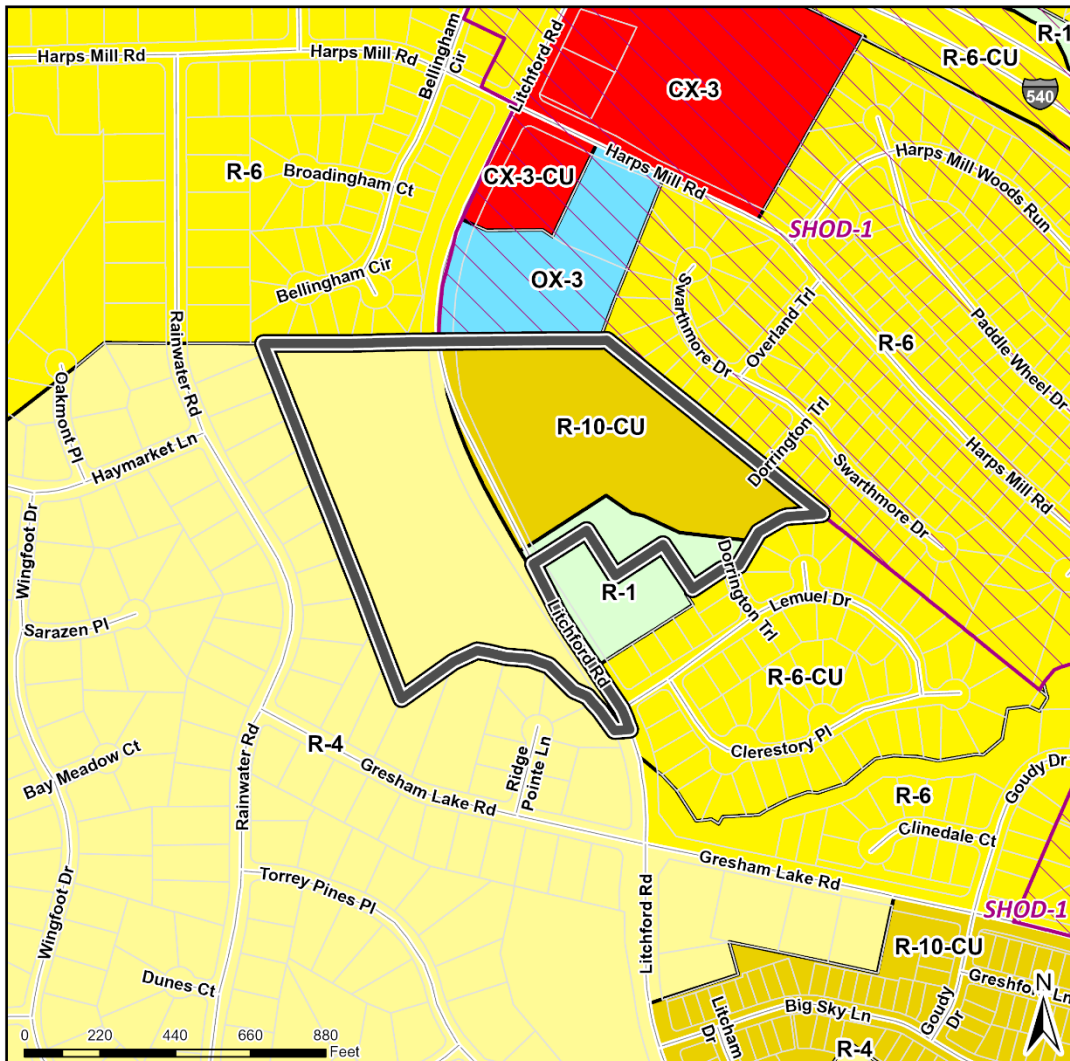 Harps Mill Rd
Harps Mill Rd
Bellingham
Cir
Litchford Rd
CX-3
R-6-CU
R-1
540
R-6
Broadingham Ct
CX-3-CU
Harps Mill Rd
Harps Mill Woods
Run
SHOD-1
Bellingham Cir
OX-3
Swarthmore Dr
Overland Trl
R-6
Paddle Wheel Dr
Rainwater Rd
Oakmont Pl
Haymarket Ln
R-10-CU
Dorrington Trl
Swarthmore Dr
Harps Mill Rd
Wingfoot Dr
Sarazen Pl
R-1
Litchford Rd
Dorrington
Trl
Lemuel Dr
R-6-CU
Clerestory Pl
R-4
Bay Meadow Ct
Rainwater Rd
Gresham Lake Rd
Ridge
Pointe Ln
Goudy Dr
R-6
Clinedale Ct
Gresham Lake Rd
Torrey Pines Pl
Wingfoot Dr
Litchford Rd
SHOD-1
R-10-CU
Dunes Ct
Litcham
Dr
Big Sky Ln
Goudy
Dr
Greshford Ln
N
R-4
0 220 440 660 880
Feet